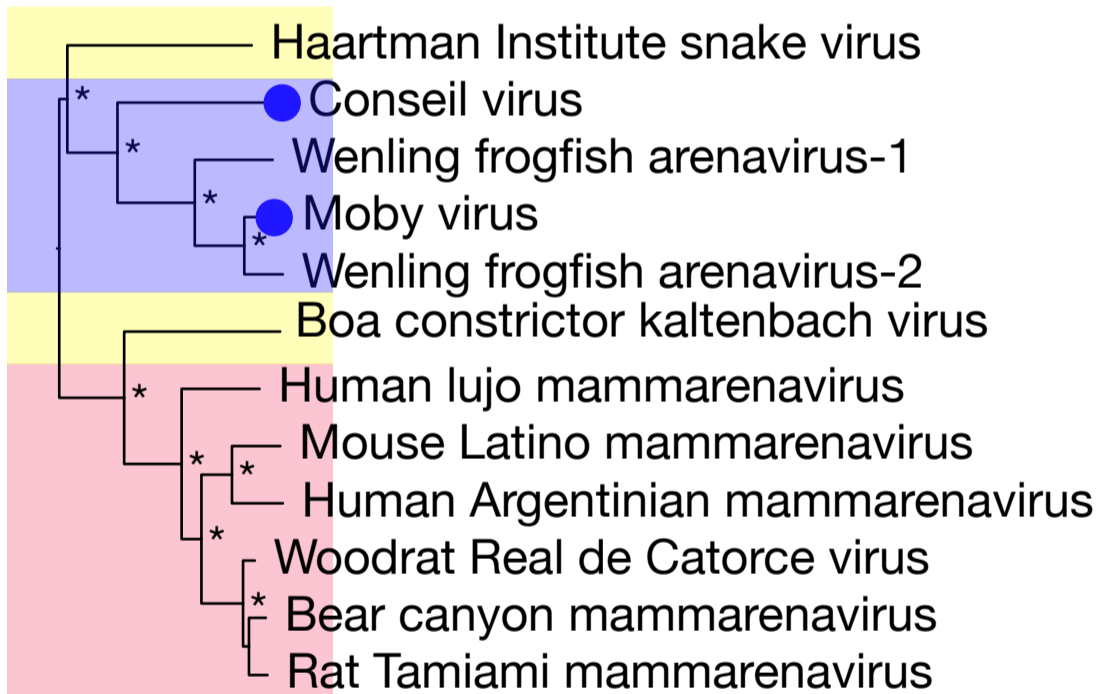 Haartman Institute snake virus
* Conseil virus
* Wenling frogfish arenavirus-1
* Moby virus
* Wenling frogfish arenavirus-2
Boa constrictor kaltenbach virus
* Human lujo mammarenavirus
* Mouse Latino mammarenavirus
* Human Argentinian mammarenavirus
* Woodrat Real de Catorce virus
* Bear canyon mammarenavirus
Rat Tamiami mammarenavirus